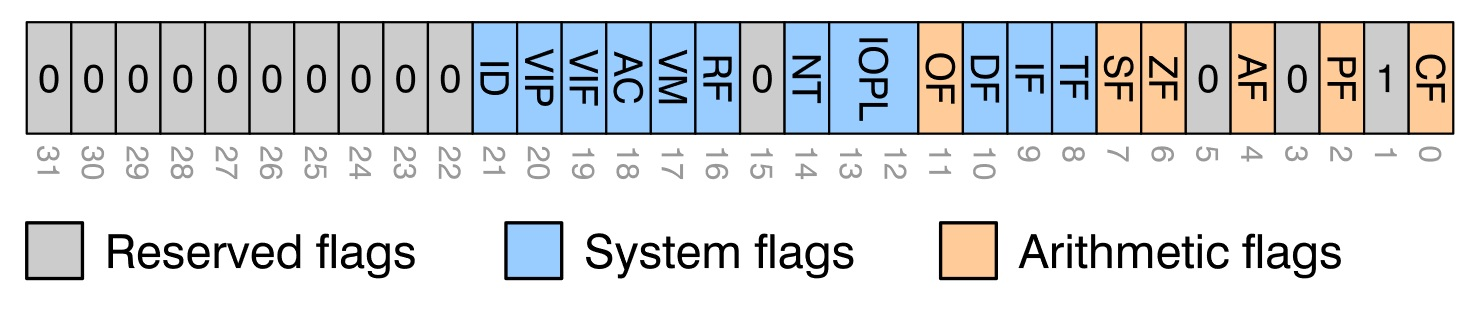 0 0 0 0 0 0 0 0 0 0 ID VIP VIF AC VM RF 0 NT IOPL OF DF IF TF SF ZF 0 AF 0 PF 1 CF
31 30 29 28 27 26 25 24 23 22 21 20 19 18 17 16 15 14 13 12 11 10 9 8 7 6 5 4 3 2 1 0
Reserved flags System flags Arithmetic flags